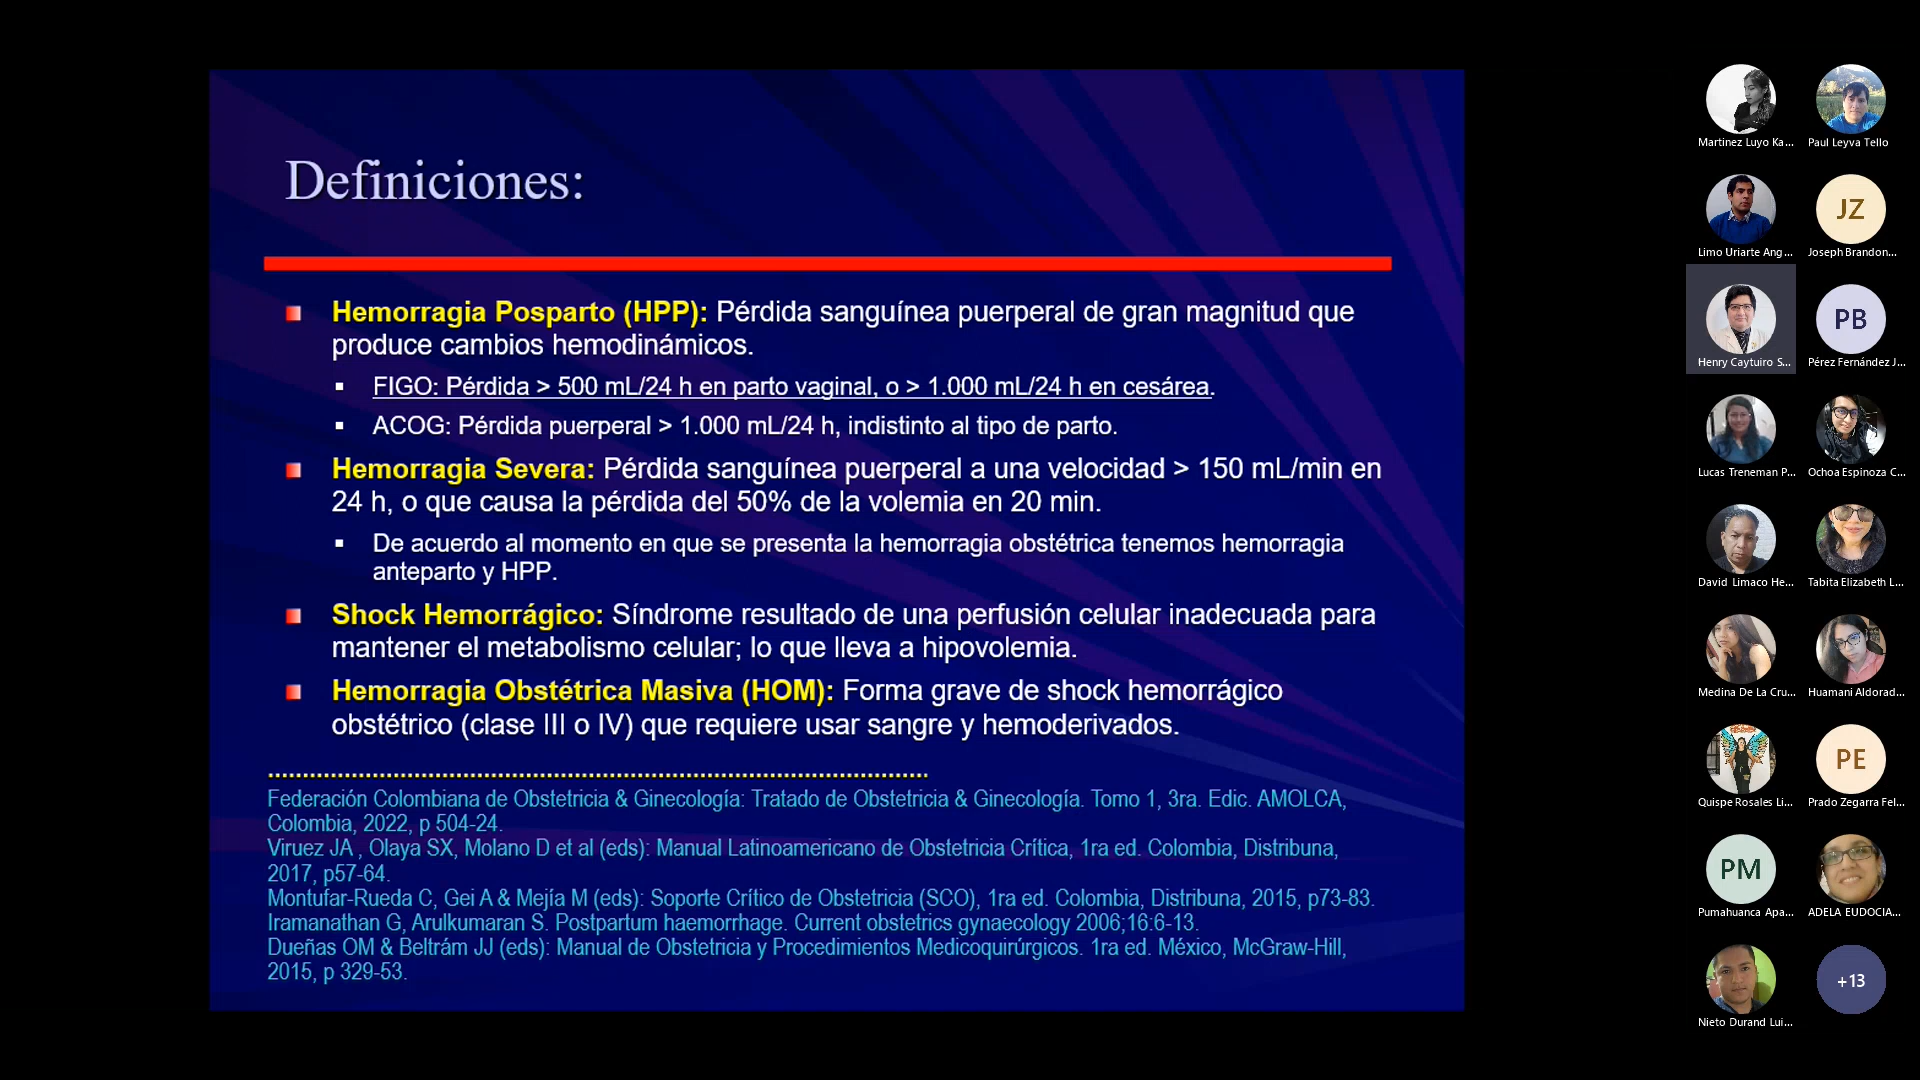 Definiciones:
Hemorragia Posparto (HPP): Pérdida sanguínea puerperal de gran magnitud que
produce cambios hemodinámicos.
FIGO: Pérdida > 500 mL/24 h en parto vaginal, o > 1.000 mL/24 h en cesárea.
ACOG: Pérdida puerperal > 1.000 mL/24 h, indistinto al tipo de parto.
Hemorragia Severa: Pérdida sanguínea puerperal a una velocidad > 150 mL/min en
24 h, o que causa la pérdida del 50% de la volemia en 20 min.
De acuerdo al momento en que se presenta la hemorragia obstétrica tenemos hemorragia
anteparto y HPP.
Shock Hemorrágico: Síndrome resultado de una perfusión celular inadecuada para
mantener el metabolismo celular; lo que lleva a hipovolemia.
Hemorragia Obstétrica Masiva (HOM): Forma grave de shock hemorrágico
obstétrico (clase III o IV) que requiere usar sangre y hemoderivados.
Federación Colombiana de Obstetricia & Ginecología: Tratado de Obstetricia & Ginecología. Tomo 1, 3ra. Edic. AMOLCA,
Colombia, 2022, p 504-24.
Viruez JA , Olaya SX, Molano D et al (eds): Manual Latinoamericano de Obstetricia Crítica, 1ra ed. Colombia, Distribuna,
2017, p57-64.
Montufar-Rueda C, Gei A & Mejía M (eds): Soporte Crítico de Obstetricia (SCO), 1ra ed. Colombia, Distribuna, 2015, p73-83.
Iramanathan G, Arulkumaran S. Postpartum haemorrhage. Current obstetrics gynaecology 2006;16:6-13.
Dueñas OM & Beltrám JJ (eds): Manual de Obstetricia y Procedimientos Medicoquirúrgicos. 1ra ed. México, McGraw-Hill,
2015, p 329-53.
Martinez Luyo Ka...
Paul Leyva Tello
JZ
Limo Uriarte Ang...
Joseph Brandon...
PB
Henry Caytuiro S...
Pérez Fernández J...
Lucas Treneman P...
Ochoa Espinoza C...
David Limaco He...
Tabita Elizabeth L...
Medina De La Cru...
Huamani Aldorad...
PE
Quispe Rosales Li...
Prado Zegarra Fel...
PM
Pumahuanca Apa...
ADELA EUDOCIA...
+13
Nieto Durand Lui...